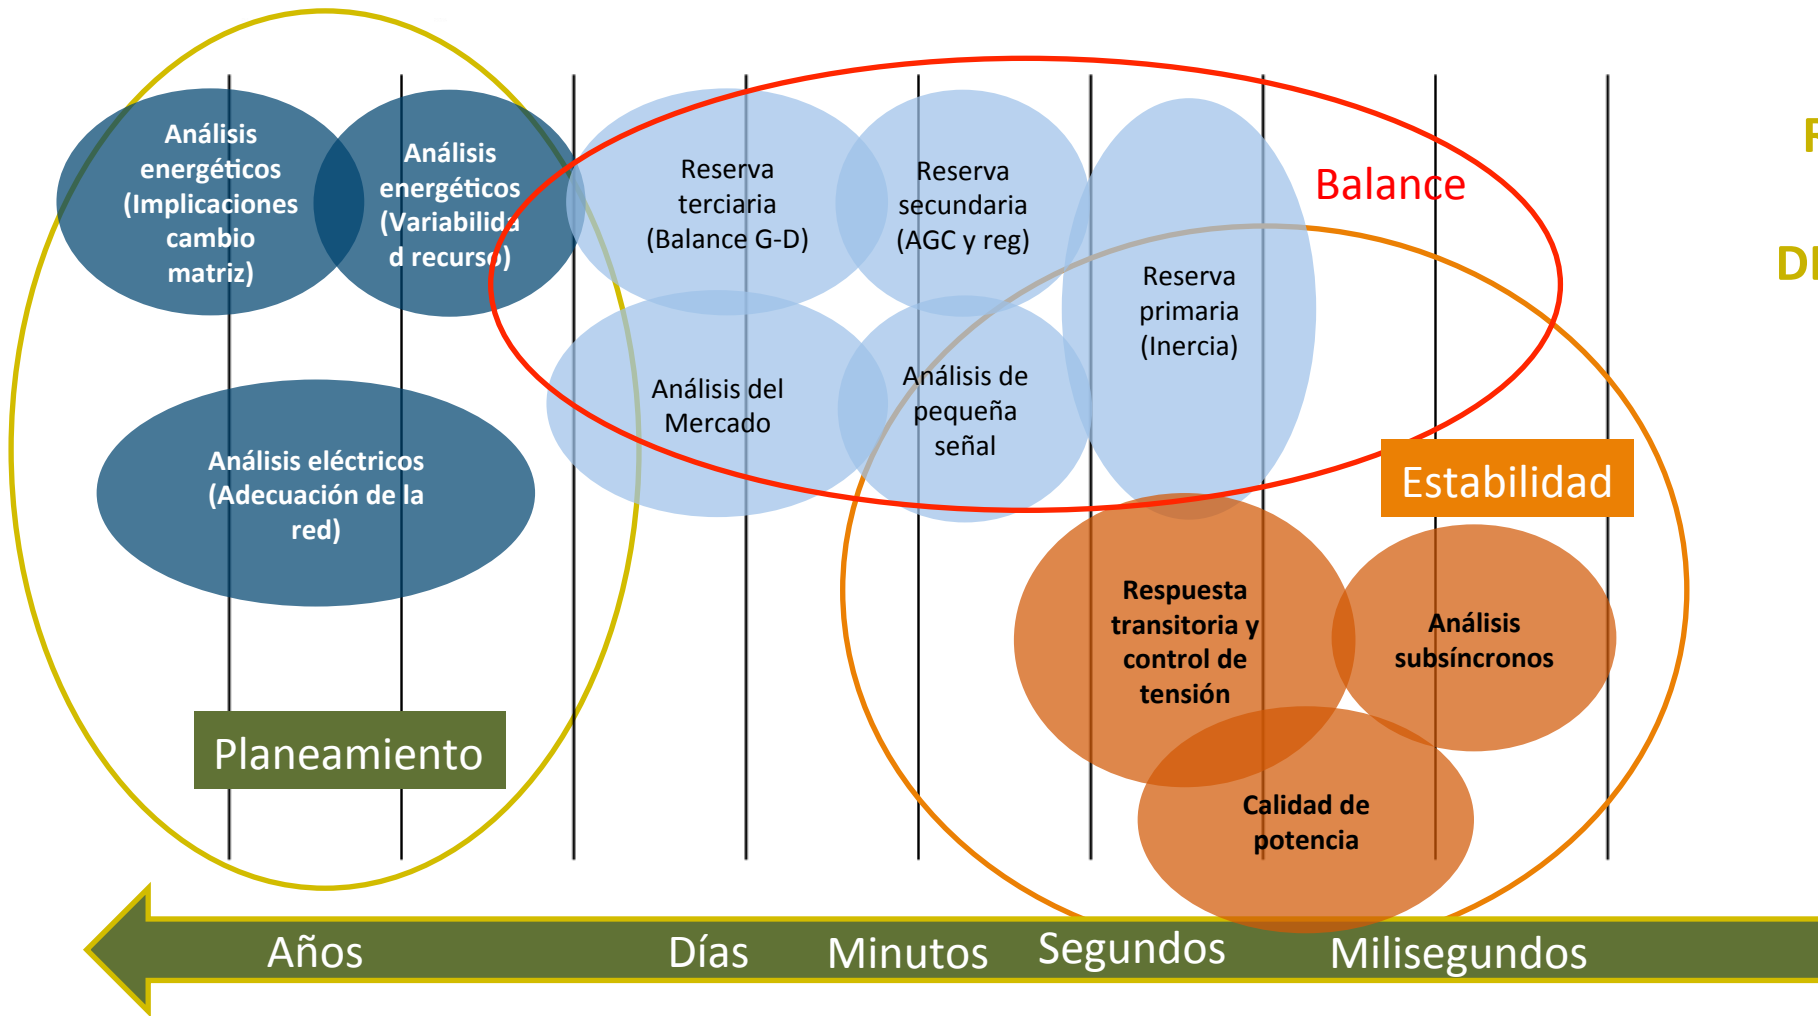 Análisis
energéticos
(Implicaciones
cambio
matriz)
Análisis
energéticos
(Variabilida
d recurso)
Reserva
terciaria
(Balance G-D)
Reserva
secundaria
(AGC y reg)
Reserva
primaria
(Inercia)
Balance
Análisis del
Mercado
Análisis de
pequeña
señal
Análisis eléctricos
(Adecuación de la
red)
Estabilidad
Respuesta
transitoria y
control de
tensión
Análisis
subsíncronos
Planeamiento
Calidad de
potencia
Años
Días
Minutos
Segundos
Milisegundos